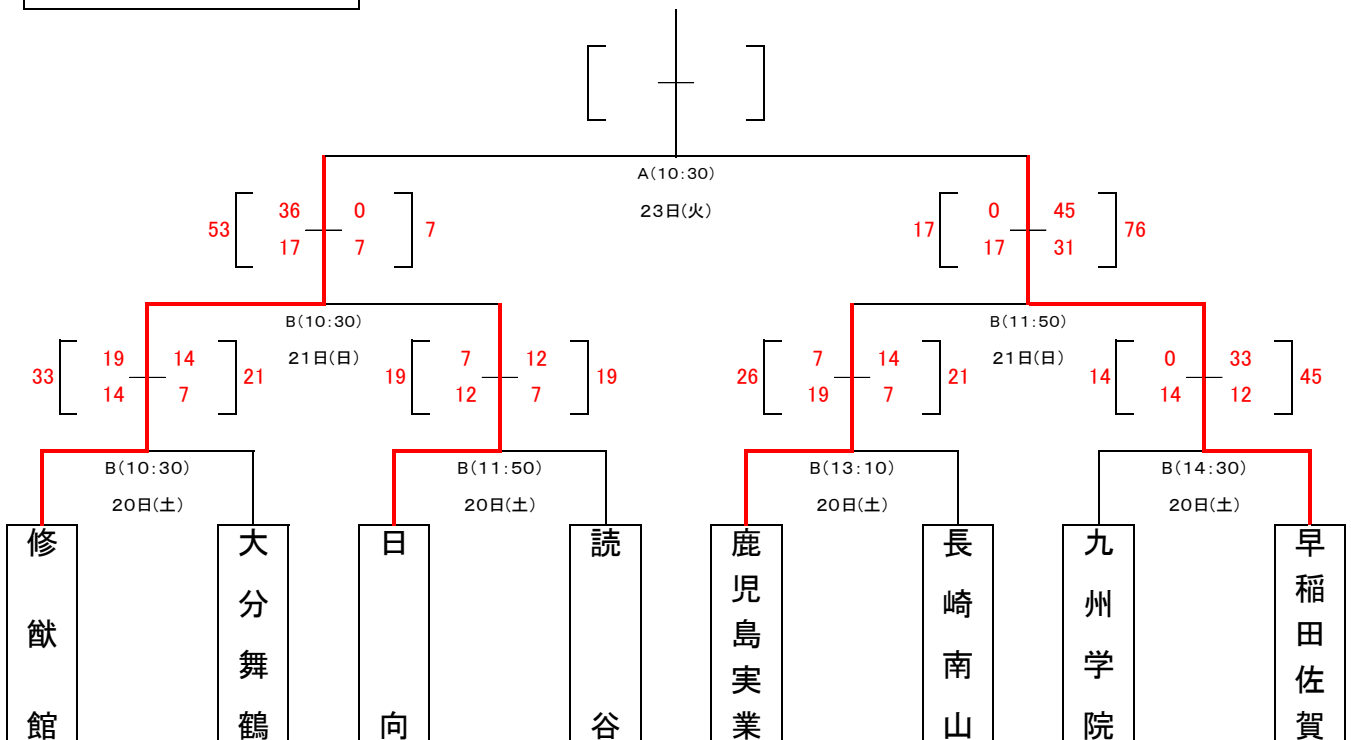 A(10:30)
23日(火)
53 36 0 7
17 7
17 0 45 76
17 31
B(10:30)
21日(日)
B(11:50)
21日(日)
33 19 14 21
14 7
19 7 12 19
12 7
26 7 14 21
19 7
14 0 33 45
14 12
B(10:30)
20日(土)
B(11:50)
20日(土)
B(13:10)
20日(土)
B(14:30)
20日(土)
修猷館
大分舞鶴
日向
読谷
鹿児島実業
長崎南山
九州学院
早稲田佐賀